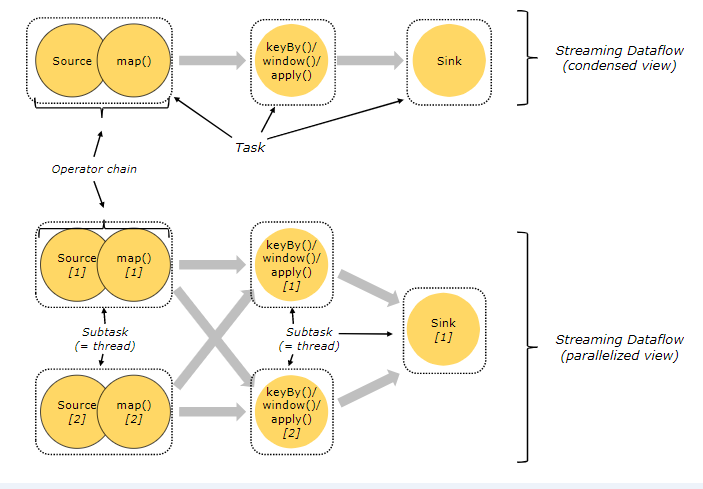 Source
map()
keyBy()/
window()/
apply()
Sink
Streaming Dataflow
(condensed view)
Task
Operator chain
Source
[1]
map()
[1]
keyBy()/
window()/
apply()
[1]
Subtask
(= thread)
Subtask
(= thread)
Sink
[1]
Streaming Dataflow
(parallelized view)
Source
[2]
map()
[2]
keyBy()/
window()/
apply()
[2]